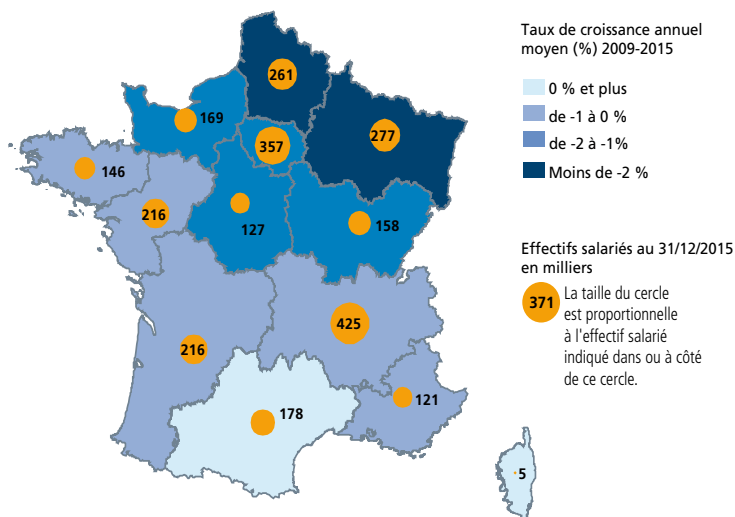 Taux de croissance annuel
moyen (%) 2009-2015
0 % et plus
de -1 à 0 %
de -2 à -1%
Moins de -2 %
Effectifs salariés au 31/12/2015
en milliers
371
La taille du cercle
est proportionnelle
à l'effectif salarié
indiqué dans ou à côté
de ce cercle.
261
169
277
357
146
216
127
158
425
216
121
178
5